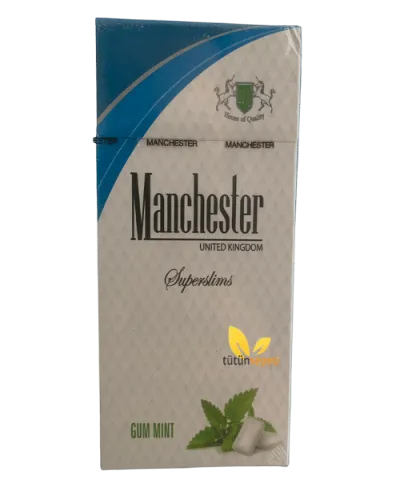 House of Quality
MANCHESTER MANCHESTER
Manchester
UNITED KINGDOM
Superslims
tütün
GUM MINT